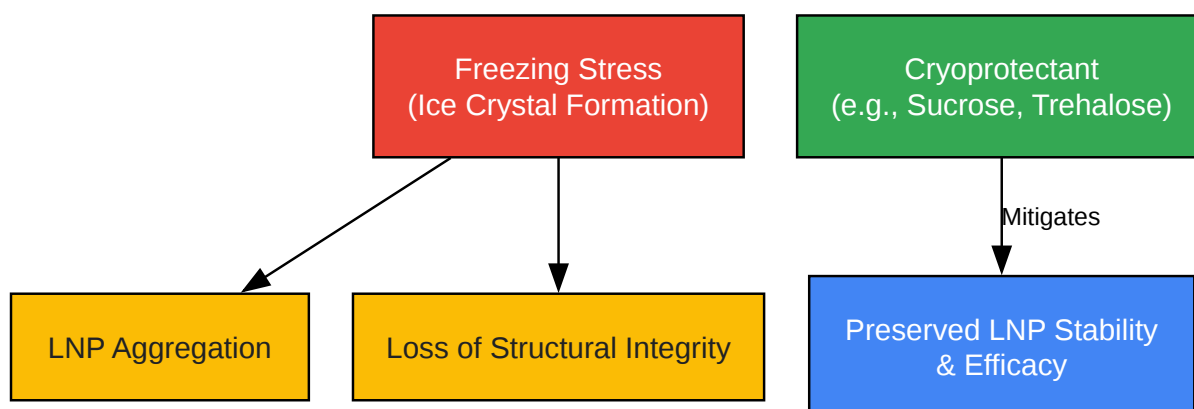 Freezing Stress
(Ice Crystal Formation)
Cryoprotectant
(e.g., Sucrose, Trehalose)
Mitigates
LNP Aggregation
Loss of Structural Integrity
Preserved LNP Stability
& Efficacy